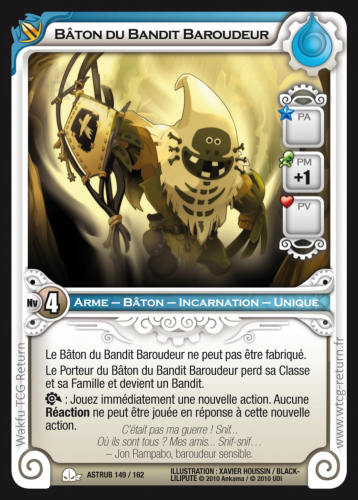 BÂTON DU BANDIT BAROUDEUR
PA
PM
+1
PV
Nv 4 ARME – BÂTON – INCARNATION – UNIQUE
Le Bâton du Bandit Baroudeur ne peut pas être fabriqué.
Le Porteur du Bâton du Bandit Baroudeur perd sa Classe
et sa Famille et devient un Bandit.
: Jouez immédiatement une nouvelle action. Aucune
Réaction ne peut être jouée en réponse à cette nouvelle
action.
C'était pas ma guerre ! Snif...
Où ils sont tous ? Mes amis... Snif-snif...
– Jon Rampabo, baroudeur sensible.
ASTRUB 149 / 162
ILLUSTRATION : XAVIER HOUSSIN / BLACK-
LILIPUTE © 2010 Ankama / © 2010 UDI
Wakfu TCG Return
www.wtcg-return.fr